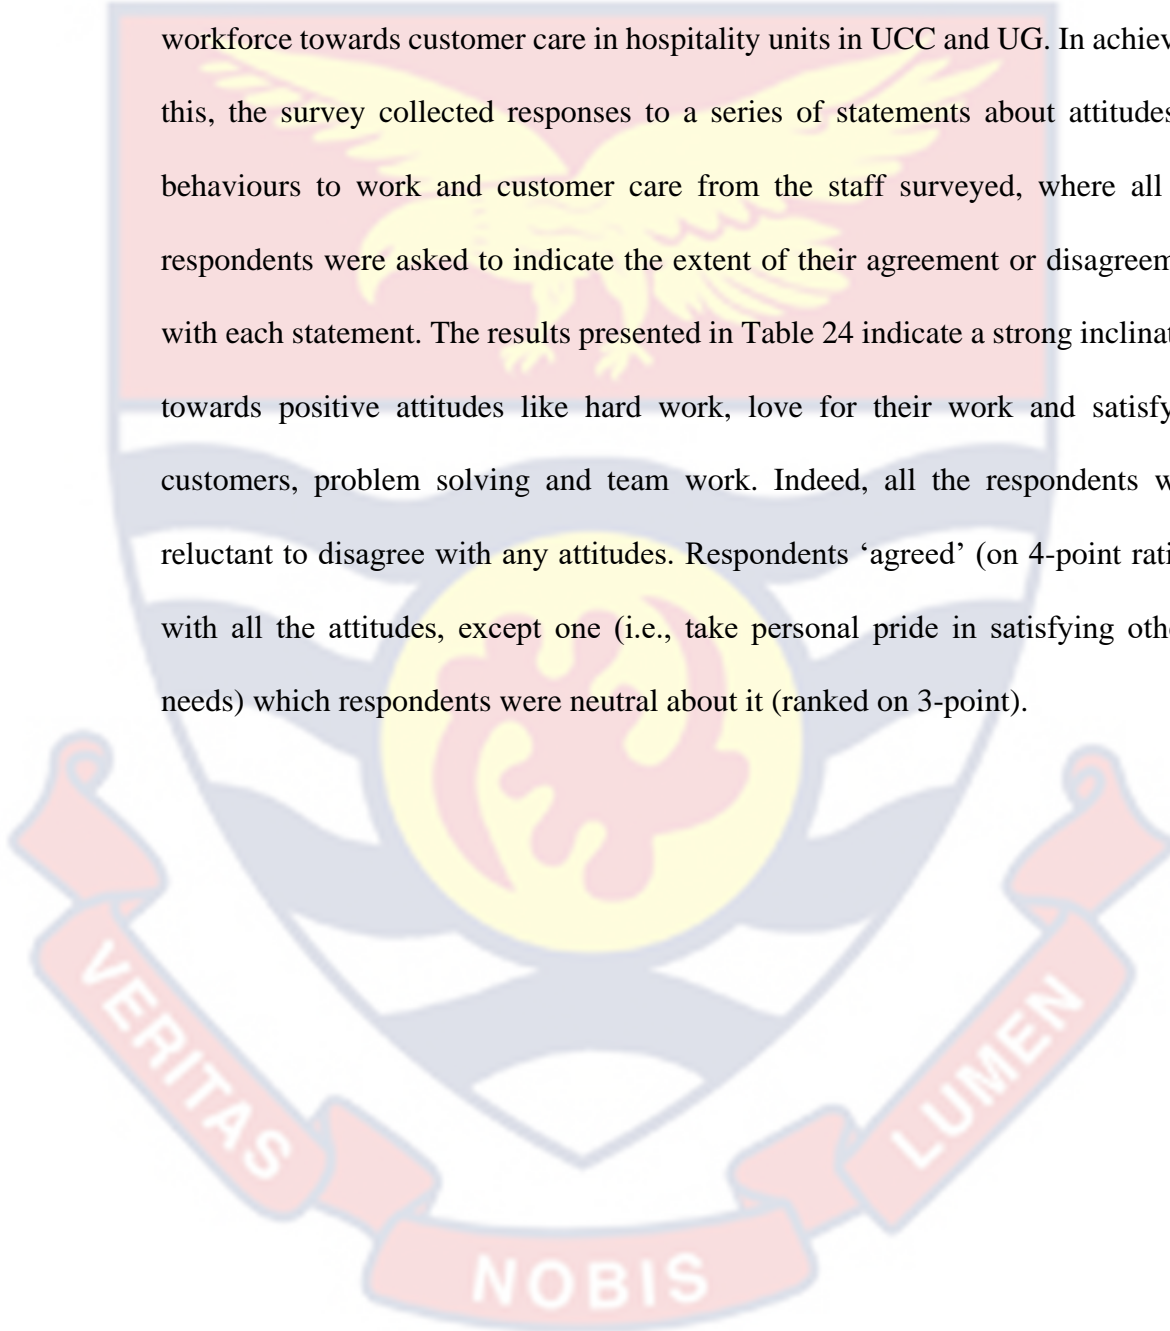 workforce towards customer care in hospitality units in UCC and UG. In achiev
this, the survey collected responses to a series of statements about attitudes
behaviours to work and customer care from the staff surveyed, where all
respondents were asked to indicate the extent of their agreement or disagreem
with each statement. The results presented in Table 24 indicate a strong inclinat
towards positive attitudes like hard work, love for their work and satisfy
customers, problem solving and team work. Indeed, all the respondents w
reluctant to disagree with any attitudes. Respondents ‘agreed’ (on 4-point rati
with all the attitudes, except one (i.e., take personal pride in satisfying othe
needs) which respondents were neutral about it (ranked on 3-point).
VERITAS
NOBIS
LUMEN